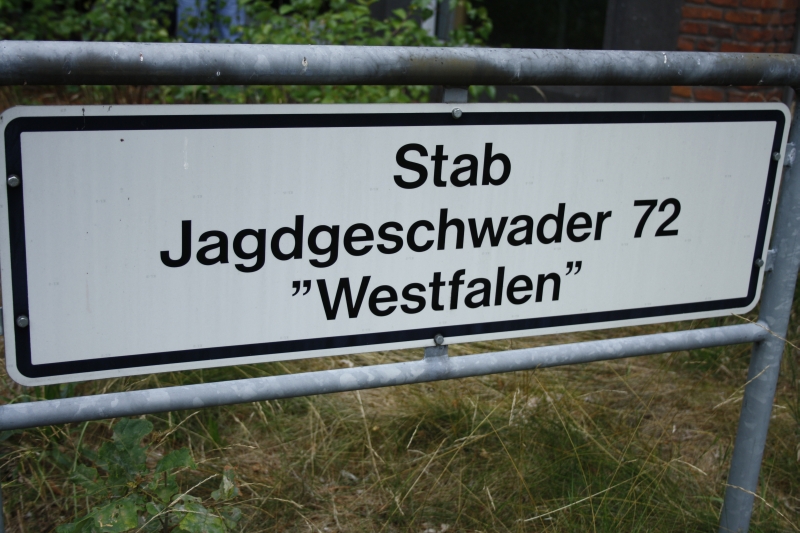 Stab
Jagdgeschwader 72
”Westfalen”